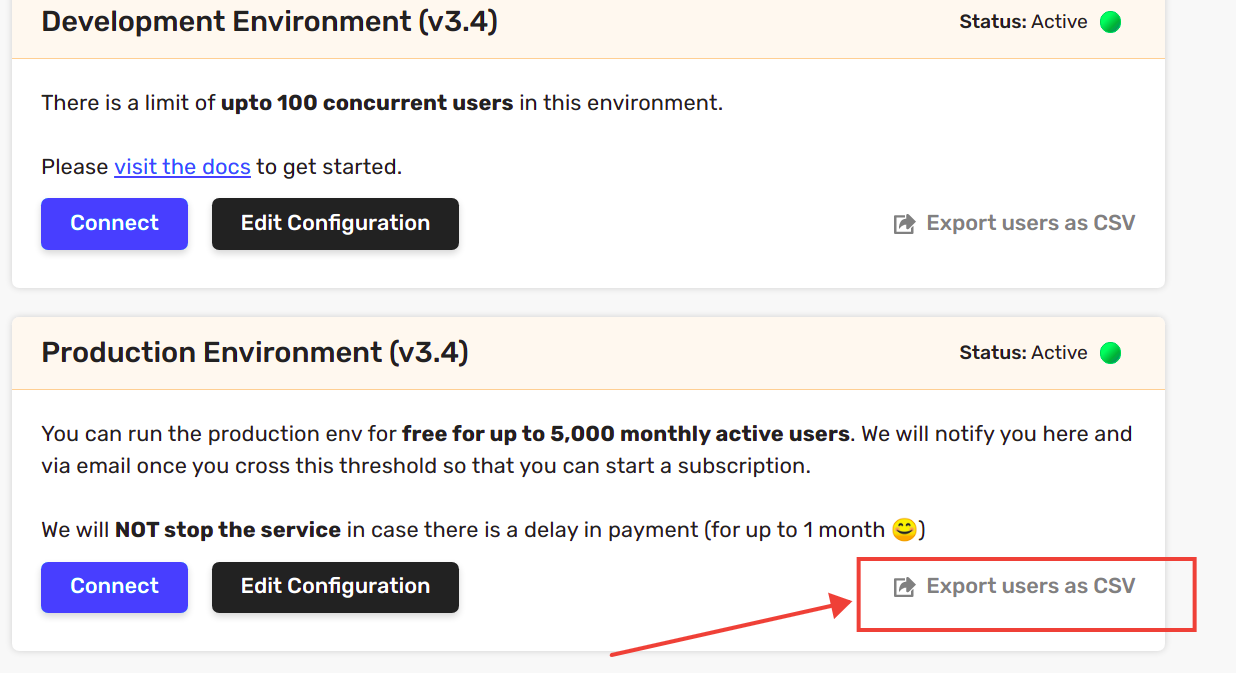 Development Environment (v3.4)
Status: Active
There is a limit of upto 100 concurrent users in this environment.
Please visit the docs to get started.
Connect
Edit Configuration
Export users as CSV
Production Environment (v3.4)
Status: Active
You can run the production env for free for up to 5,000 monthly active users. We will notify you here and
via email once you cross this threshold so that you can start a subscription.
We will NOT stop the service in case there is a delay in payment (for up to 1 month 😊)
Connect
Edit Configuration
Export users as CSV